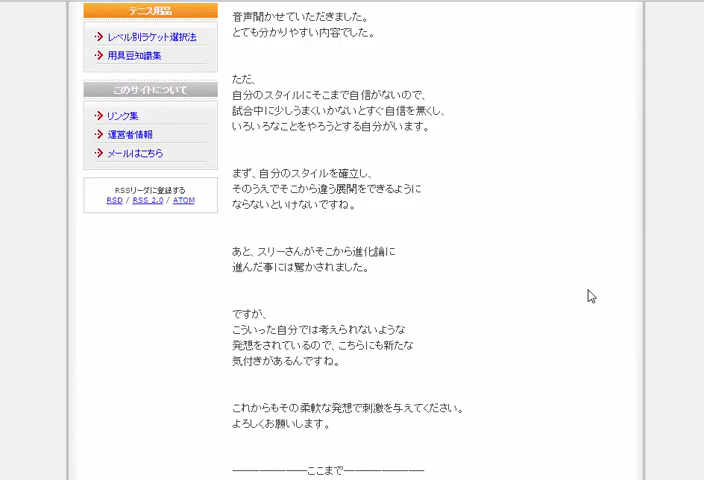 テニス用品
レベル別ラケット選択法
用具豆知識集
このサイトについて
リンク集
運営者情報
メールはこちら
RSSリーダに登録する
RSD / RSS 2.0 / ATOM
音声聞かせていただきました。
とても分かりやすい内容でした。
ただ、
自分のスタイルにそこまで自信がないので、
試合中に少しうまくいかないとすぐ自信を無くし、
いろいろなことをやろうとする自分がいます。
まず、自分のスタイルを確立し、
そのうえでそこから違う展開をできるように
ならないといけないですね。
あと、スリーさんがそこから進化論に
進んだ事には驚かされました。
ですが、
こういった自分では考えられないような
発想をされているので、こちらにも新たな
気付きがあるんですね。
これからもその柔軟な発想で刺激を与えてください。
よろしくお願いします。
―――――――ここまで―――――――